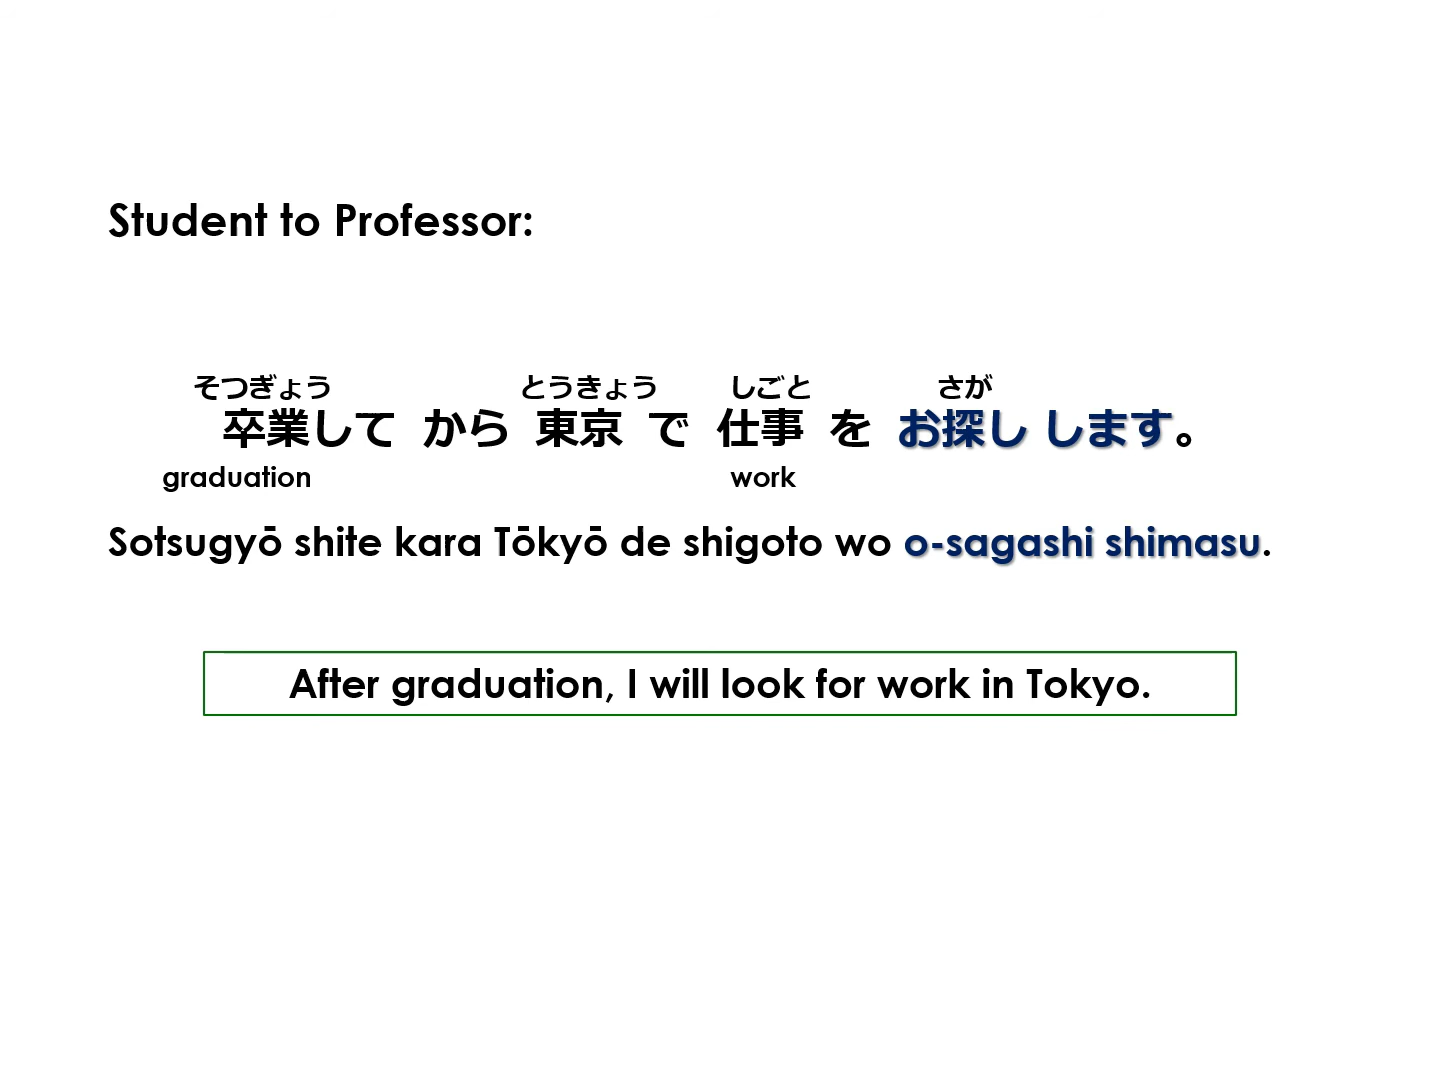 Student to Professor:
そつぎょう とうきょう しごと さが
卒業して から 東京 で 仕事 を お探し します。
graduation work
Sotsugyō shite kara Tōkyō de shigoto wo o-sagashi shimasu.
After graduation, I will look for work in Tokyo.